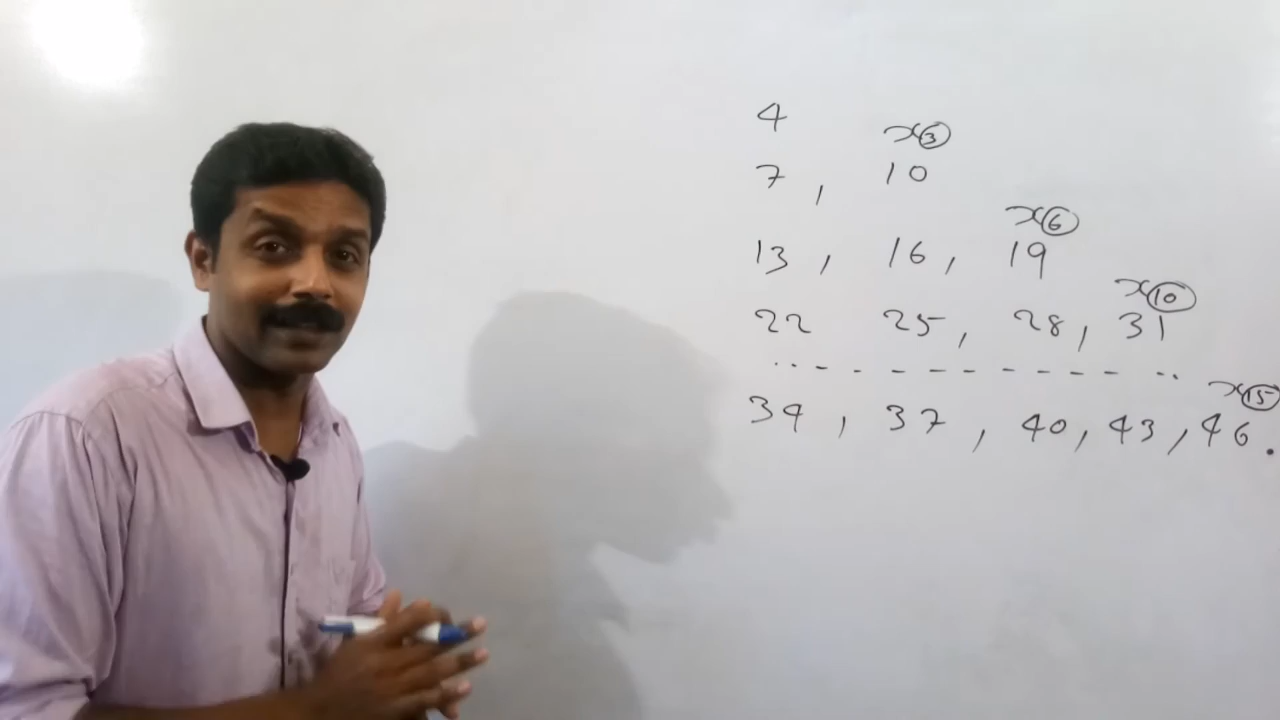 4
x③
7, 10
x⑥
13, 16, 19
x⑩
22 25, 28, 31
x⑮
34, 37, 40, 43, 46.